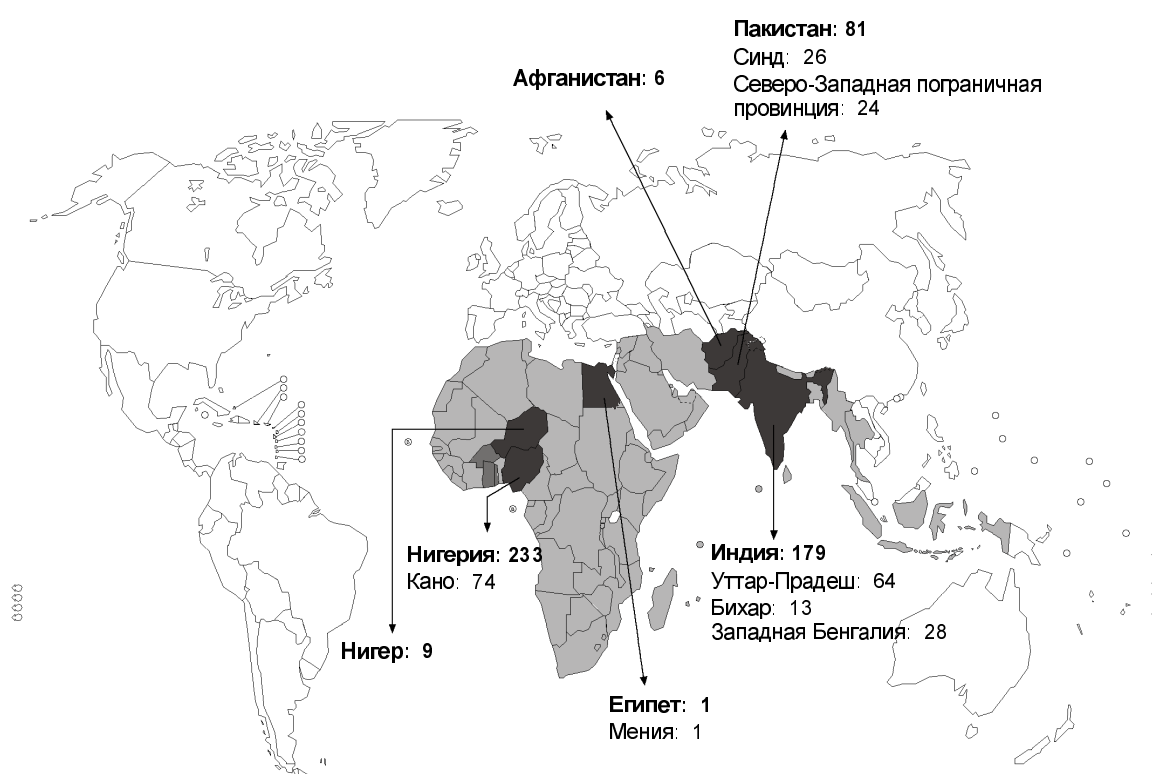 Пакистан: 81
Синд: 26
Северо-Западная пограничная
провинция: 24
Афганистан: 6
Нигерия: 233
Кано: 74
Индия: 179
Уттар-Прадеш: 64
Бихар: 13
Западная Бенгалия: 28
Нигер: 9
Египет: 1
Мения: 1